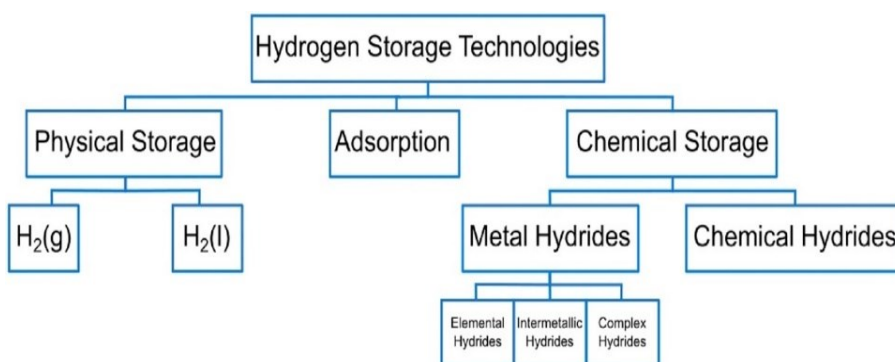 Hydrogen Storage Technologies
Physical Storage
Adsorption
Chemical Storage
H₂(g)
H₂(l)
Metal Hydrides
Chemical Hydrides
Elemental
Hydrides
Intermetallic
Hydrides
Complex
Hydrides